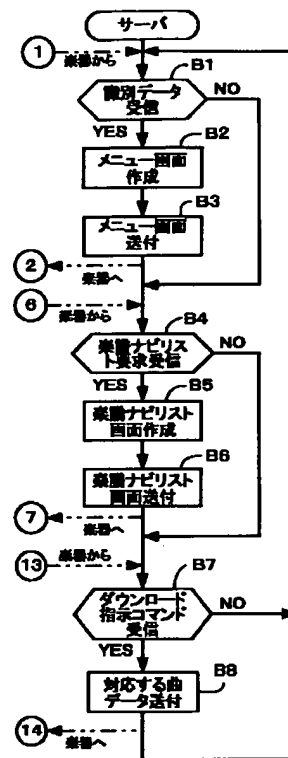 サーバ
1
楽器から
B1
識別データ
受信
NO
YES
B2
メニュー画面
作成
B3
メニュー画面
送付
2
楽器へ
6
楽器から
B4
楽譜ナビリス
ト要求受信
NO
YES
B5
楽譜ナビリスト
画面作成
B6
楽譜ナビリスト
画面送付
7
楽器へ
13
楽器から
B7
ダウンロード
指示コマンド
受信
NO
YES
B8
対応する曲
データ送付
14
楽器へ